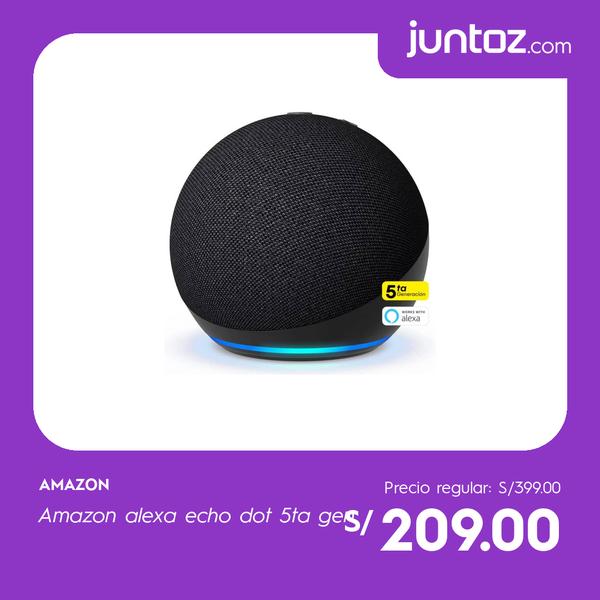 juntoz.com
5ta
Generación
WORKS WITH
alexa
AMAZON
Precio regular: S/399.00
Amazon alexa echo dot 5ta gen
S/ 209.00